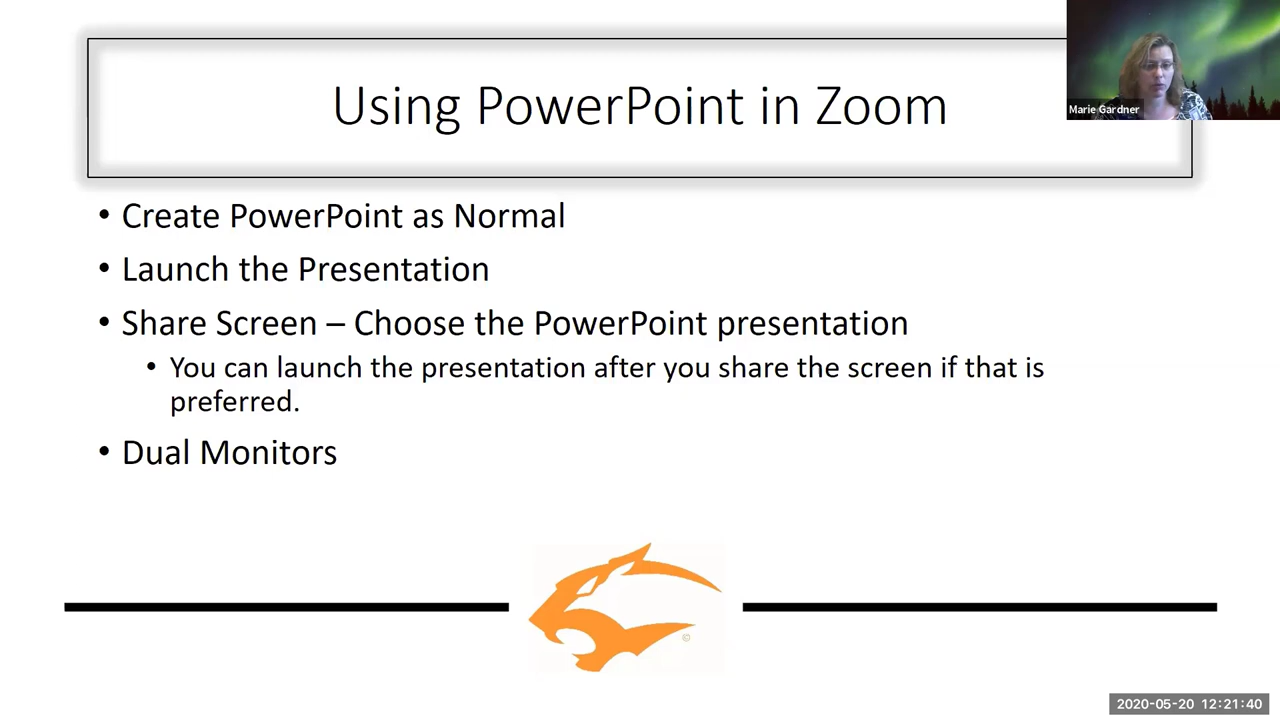 Using PowerPoint in Zoom
Marie Gardner
• Create PowerPoint as Normal
• Launch the Presentation
• Share Screen – Choose the PowerPoint presentation
• You can launch the presentation after you share the screen if that is
preferred.
• Dual Monitors
©
2020-05-20 12:21:40